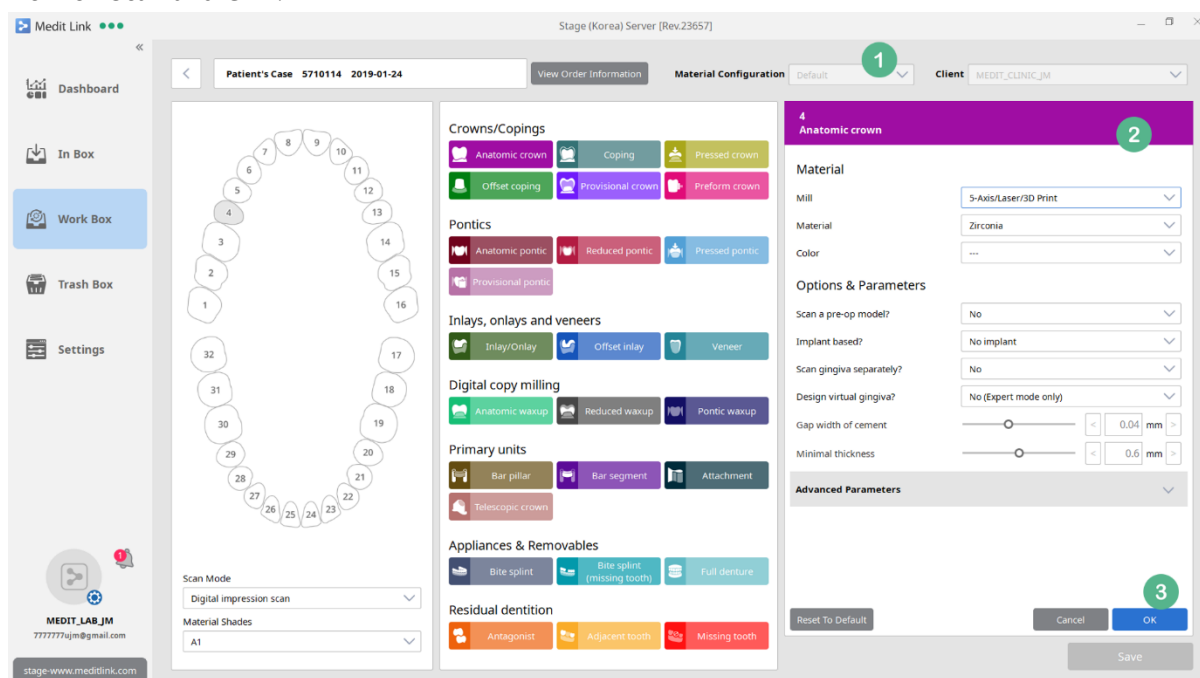 Medit Link
Stage (Korea) Server [Rev.23657]
«
Dashboard
In Box
Work Box
Trash Box
Settings
1
MEDIT_LAB_JM
7777777ujm@gmail.com
stage-www.meditlink.com
Patient's Case 5710114 2019-01-24
View Order Information
Material Configuration
Default
1
Client
MEDIT_CLINIC_JM
8 9
7 10
6 11
5 12
4 13
3 14
2 15
1 16
32 17
31 18
30 19
29 20
28 21
27 22
26 25 24 23
Scan Mode
Digital impression scan
Material Shades
A1
Crowns/Copings
Anatomic crown Coping Pressed crown
Offset coping Provisional crown Preform crown
Pontics
Anatomic pontic Reduced pontic Pressed pontic
Provisional pontic
Inlays, onlays and veneers
Inlay/Onlay Offset inlay Veneer
Digital copy milling
Anatomic waxup Reduced waxup Pontic waxup
Primary units
Bar pillar Bar segment Attachment
Telescopic crown
Appliances & Removables
Bite splint Bite splint (missing tooth) Full denture
Residual dentition
Antagonist Adjacent tooth Missing tooth
4
Anatomic crown
2
Material
Mill 5-Axis/Laser/3D Print
Material Zirconia
Color ---
Options & Parameters
Scan a pre-op model? No
Implant based? No implant
Scan gingiva separately? No
Design virtual gingiva? No (Expert mode only)
Gap width of cement < 0.04 mm >
Minimal thickness < 0.6 mm >
Advanced Parameters
3
Reset To Default Cancel OK
Save